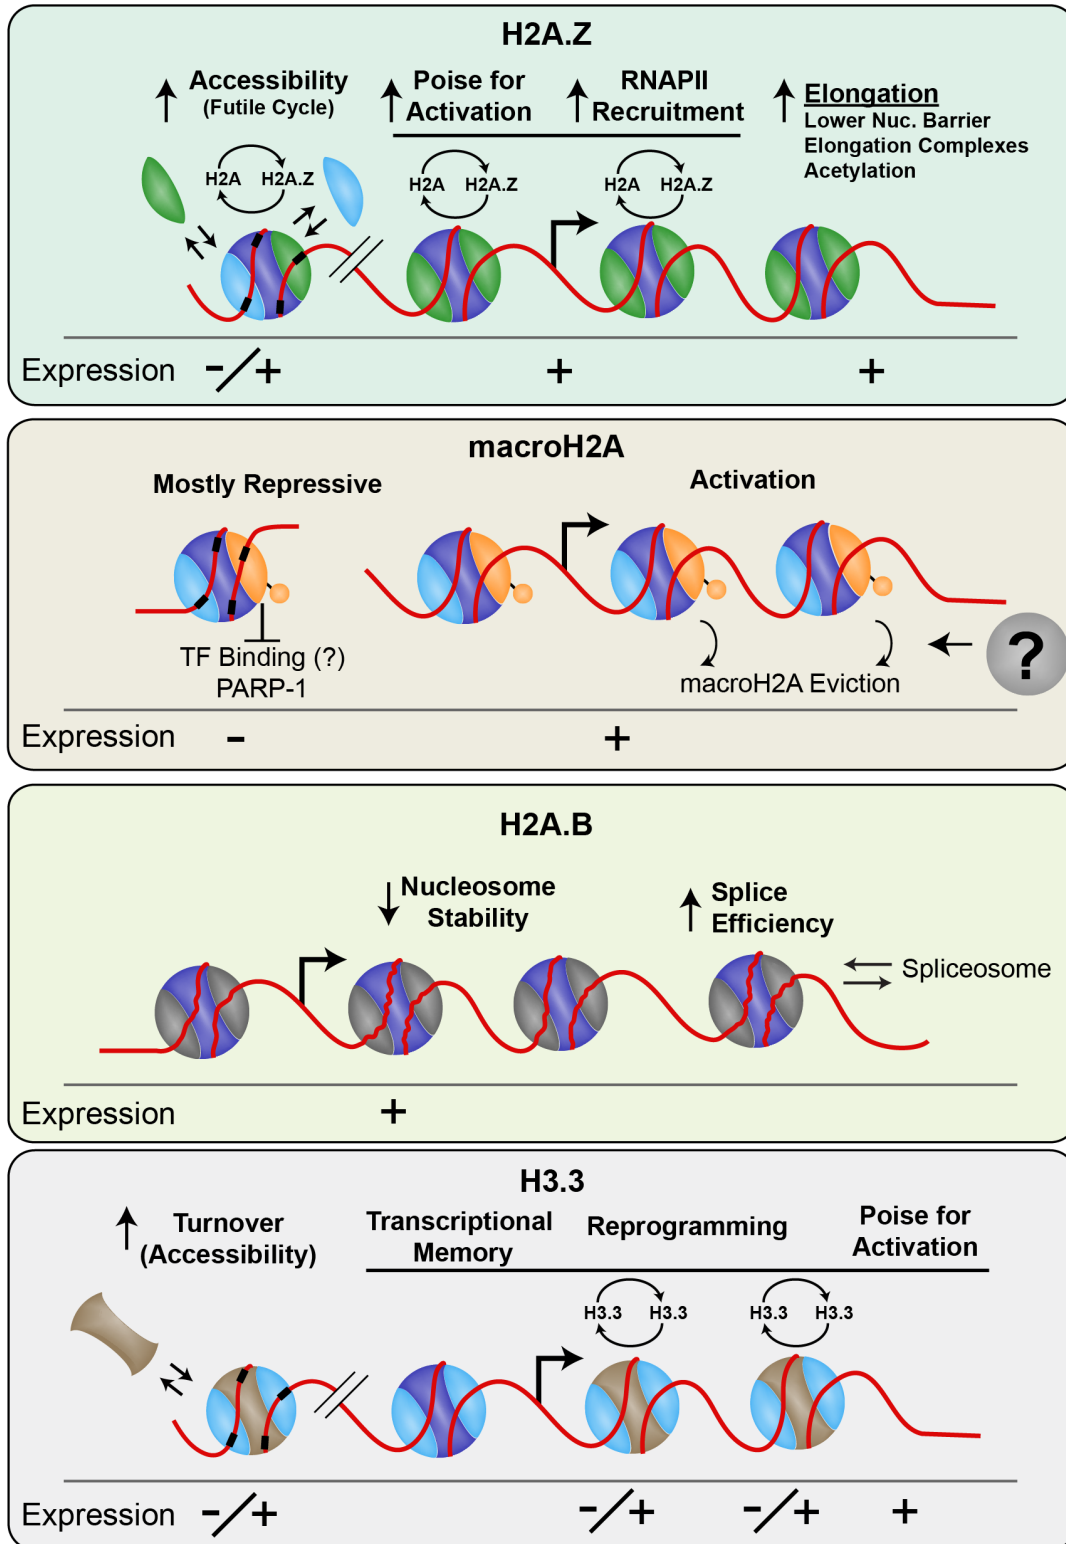 H2A.Z
Accessibility
(Futile Cycle)
Poise for
Activation
RNAPII
Recruitment
Elongation
Lower Nuc. Barrier
Elongation Complexes
Acetylation
H2A H2A.Z
H2A H2A.Z
H2A H2A.Z
Expression -/+ + +
macroH2A
Mostly Repressive
Activation
TF Binding (?)
PARP-1
macroH2A Eviction
?
Expression - +
H2A.B
Nucleosome
Stability
Splice
Efficiency
Spliceosome
Expression +
H3.3
Turnover
(Accessibility)
Transcriptional
Memory
Reprogramming
Poise for
Activation
H3.3 H3.3
H3.3 H3.3
Expression -/+ -/+ -/+ +